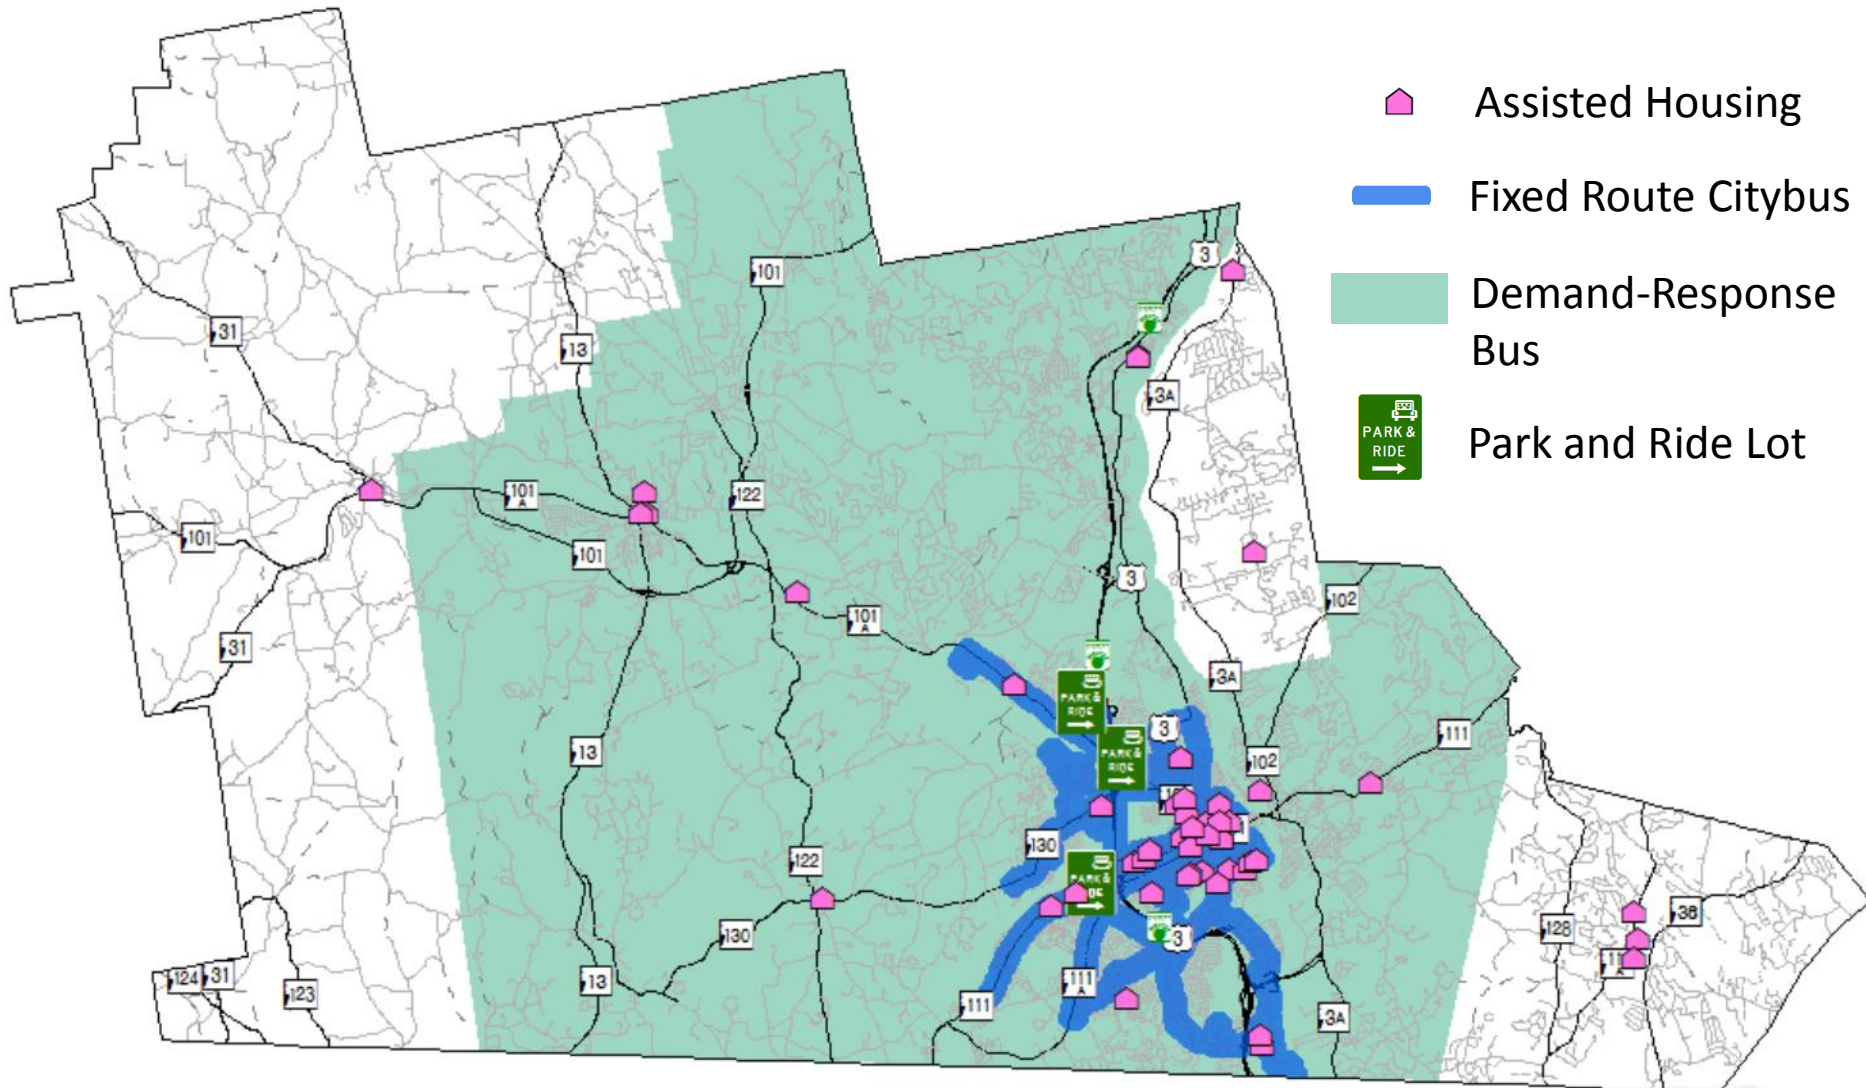 Assisted Housing
Fixed Route Citybus
Demand-Response
Bus
PARK &
RIDE
Park and Ride Lot
3
101
31
13
3A
101
A
122
101
101
3
102
101
A
31
3A
PARK &
RIDE
3
111
13
PARK &
RIDE
102
130
122
PARK &
38
128
130
3
124
31
123
13
111
A
111
3A